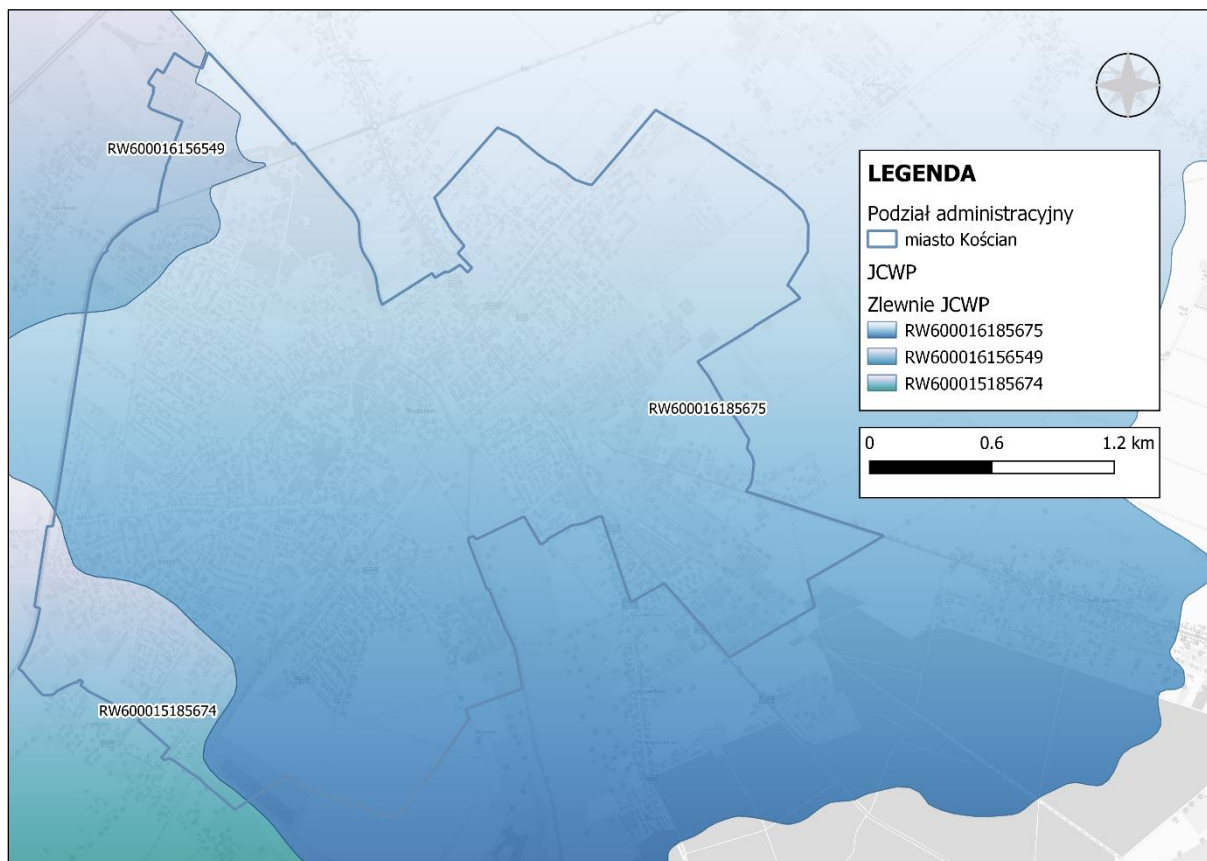 RW600016156549
LEGENDA
Podział administracyjny
miasto Kościan
JCWP
Zlewnie JCWP
RW600016185675
RW600016156549
RW600015185674
RW600016185675
0 0.6 1.2 km
RW600015185674